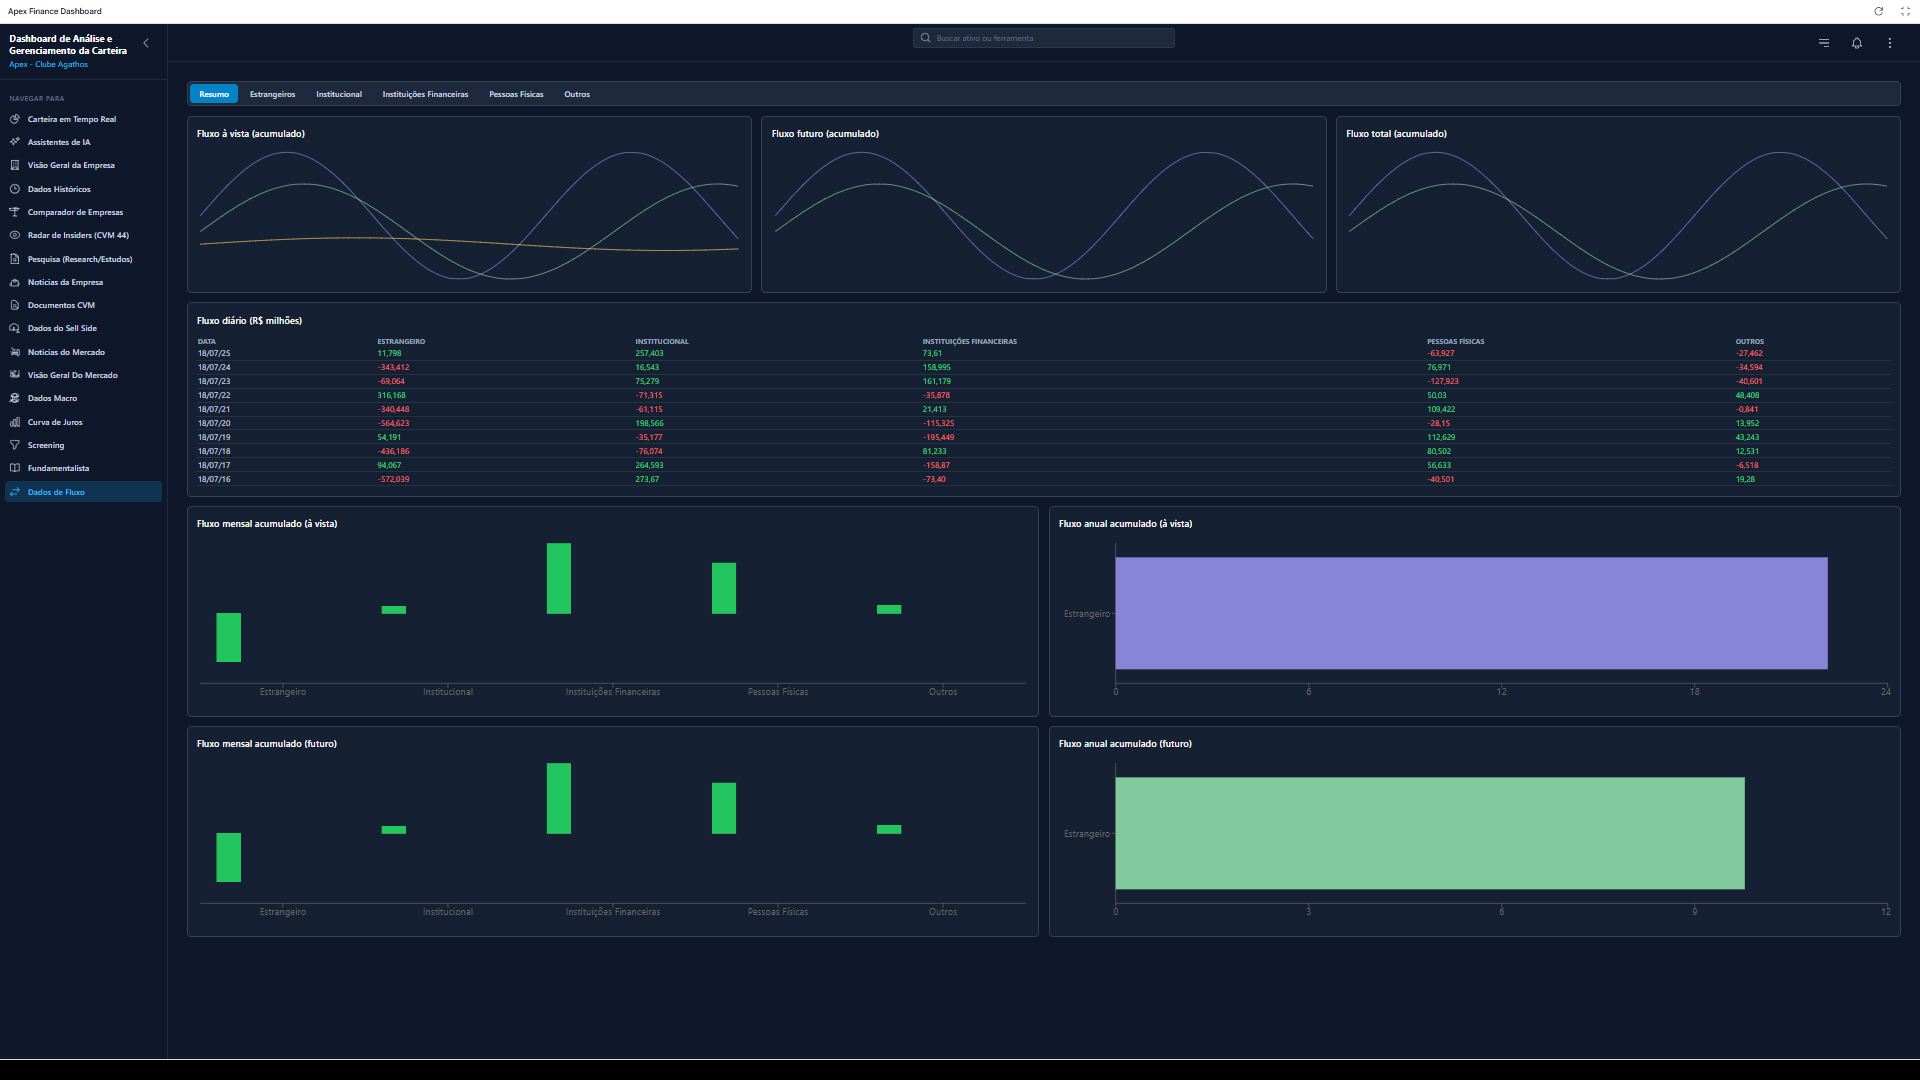 Apex Finance Dashboard
Dashboard de Análise e
Gerenciamento da Carteira
Apex - Clube Agathos
Buscar ativo ou ferramenta
NAVEGAR PARA
Carteira em Tempo Real
Assistentes de IA
Visão Geral da Empresa
Dados Históricos
Comparador de Empresas
Radar de Insiders (CVM 44)
Pesquisa (Research/Estudos)
Notícias da Empresa
Documentos CVM
Dados do Sell Side
Notícias do Mercado
Visão Geral Do Mercado
Dados Macro
Curva de Juros
Screening
Fundamentalista
Dados de Fluxo
Resumo Estrangeiros Institucional Instituições Financeiras Pessoas Físicas Outros
Fluxo à vista (acumulado)
Fluxo futuro (acumulado)
Fluxo total (acumulado)
Fluxo diário (R$ milhões)
DATA ESTRANGEIRO INSTITUCIONAL INSTITUIÇÕES FINANCEIRAS PESSOAS FÍSICAS OUTROS
18/07/25 11,798 257,403 73,61 -63,927 -27,462
18/07/24 -343,412 16,543 158,995 76,971 -34,594
18/07/23 -69,064 75,279 161,179 -127,923 -40,601
18/07/22 316,168 -71,315 -35,878 50,03 48,408
18/07/21 -340,448 -61,115 21,413 109,422 -0,841
18/07/20 -564,623 198,566 -115,325 -28,15 13,952
18/07/19 54,191 -35,177 -195,449 112,629 43,243
18/07/18 -436,186 -76,074 81,233 80,502 12,531
18/07/17 94,067 264,593 -158,87 56,633 -6,518
18/07/16 -572,039 273,67 -73,40 -40,501 19,28
Fluxo mensal acumulado (à vista)
Estrangeiro Institucional Instituições Financeiras Pessoas Físicas Outros
Fluxo anual acumulado (à vista)
Estrangeiro
0 6 12 18 24
Fluxo mensal acumulado (futuro)
Estrangeiro Institucional Instituições Financeiras Pessoas Físicas Outros
Fluxo anual acumulado (futuro)
Estrangeiro
0 3 6 9 12